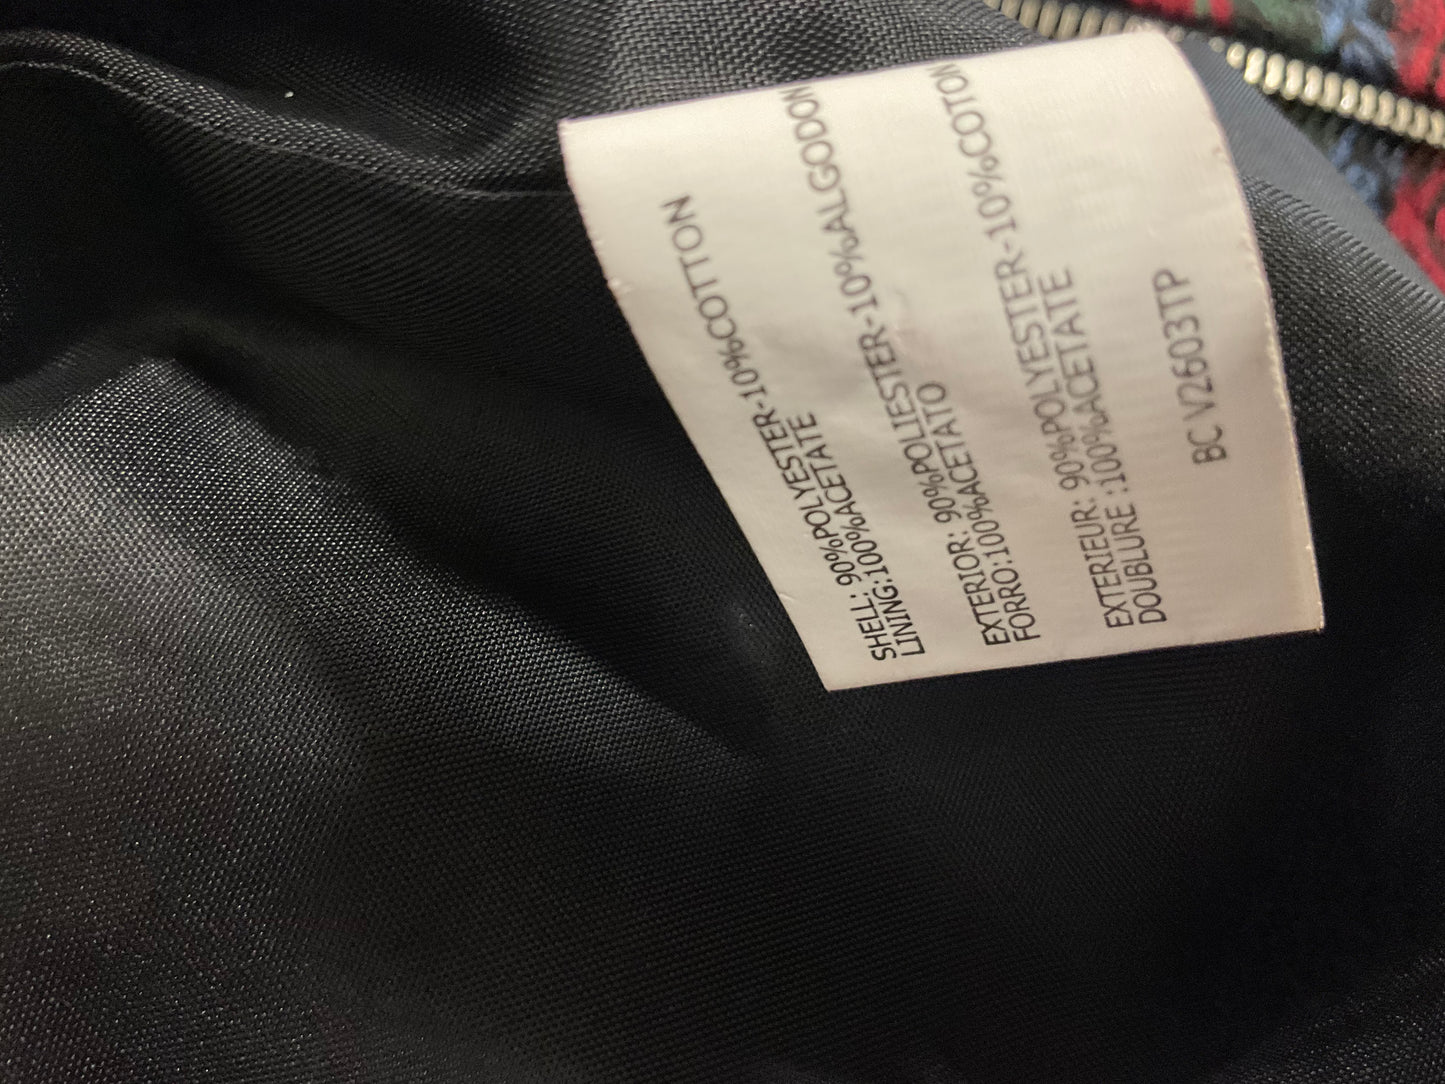 SHELL: 90%POLYESTER-10%COTTON
LINING:100%ACETATE
EXTERIOR: 90%POLIESTER-10%ALGODON
FORRO:100%ACETATO
EXTERIEUR: 90%POLYESTER-10%COTON
DOUBLURE :100%ACETATE
BC V2603TP